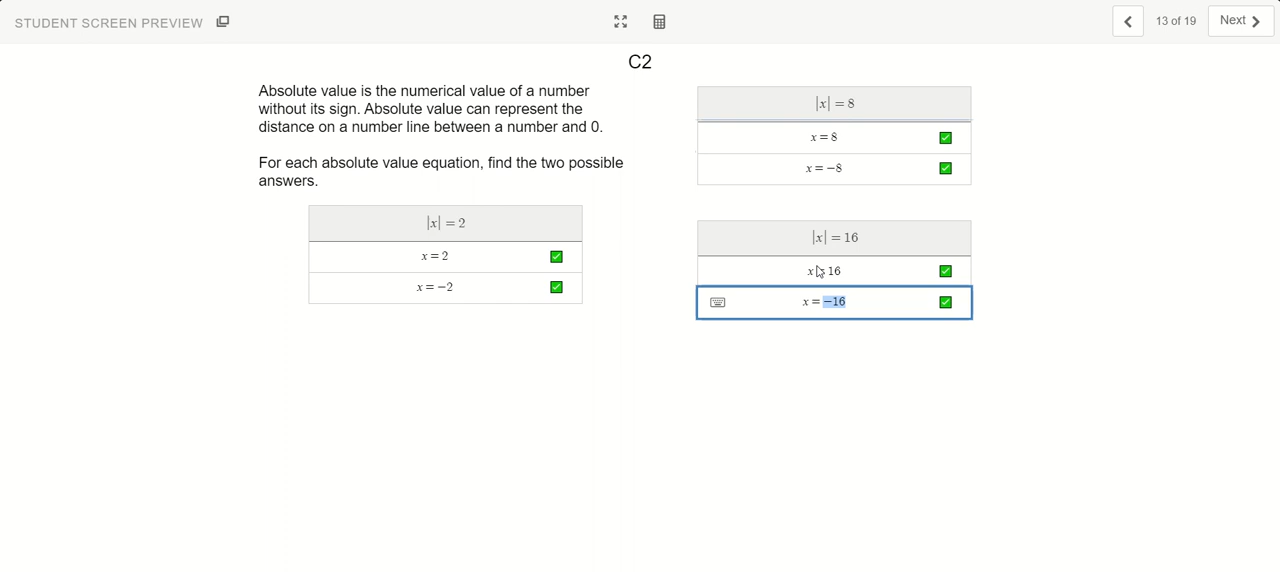 STUDENT SCREEN PREVIEW
13 of 19
Next
C2
Absolute value is the numerical value of a number
without its sign. Absolute value can represent the
distance on a number line between a number and 0.
For each absolute value equation, find the two possible
answers.
|x| = 2
x = 2
x = −2
|x| = 8
x = 8
x = −8
|x| = 16
x 16
x = −16